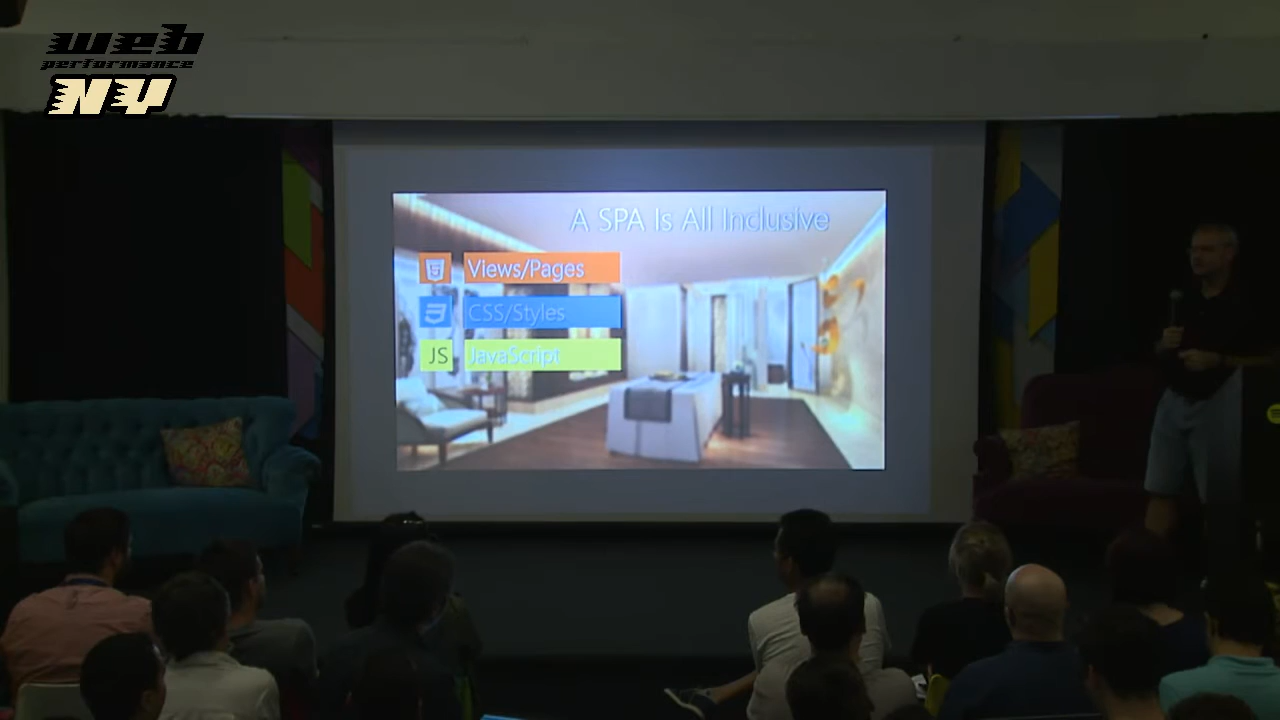 web
performance
NY
A SPA Is All Inclusive
Views/Pages
CSS/Styles
JS JavaScript